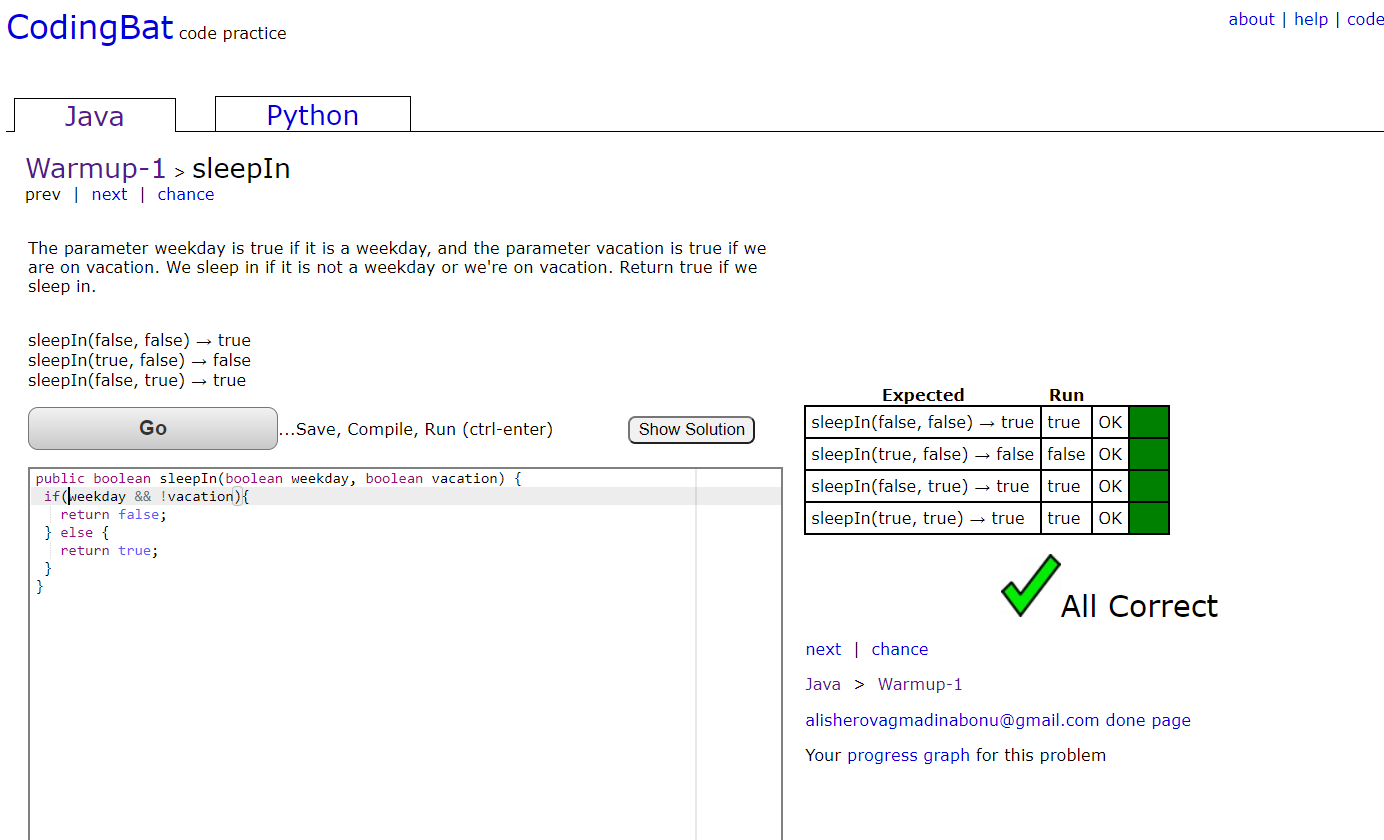 CodingBat code practice
about | help | code
Java
Python
Warmup-1 > sleepIn
prev | next | chance
The parameter weekday is true if it is a weekday, and the parameter vacation is true if we
are on vacation. We sleep in if it is not a weekday or we're on vacation. Return true if we
sleep in.
sleepIn(false, false) → true
sleepIn(true, false) → false
sleepIn(false, true) → true
Go ...Save, Compile, Run (ctrl-enter) Show Solution
public boolean sleepIn(boolean weekday, boolean vacation) {
if(weekday && !vacation){
return false;
} else {
return true;
}
}
Expected Run
sleepIn(false, false) → true true OK
sleepIn(true, false) → false false OK
sleepIn(false, true) → true true OK
sleepIn(true, true) → true true OK
All Correct
next | chance
Java > Warmup-1
alisherovagmadinabonu@gmail.com done page
Your progress graph for this problem